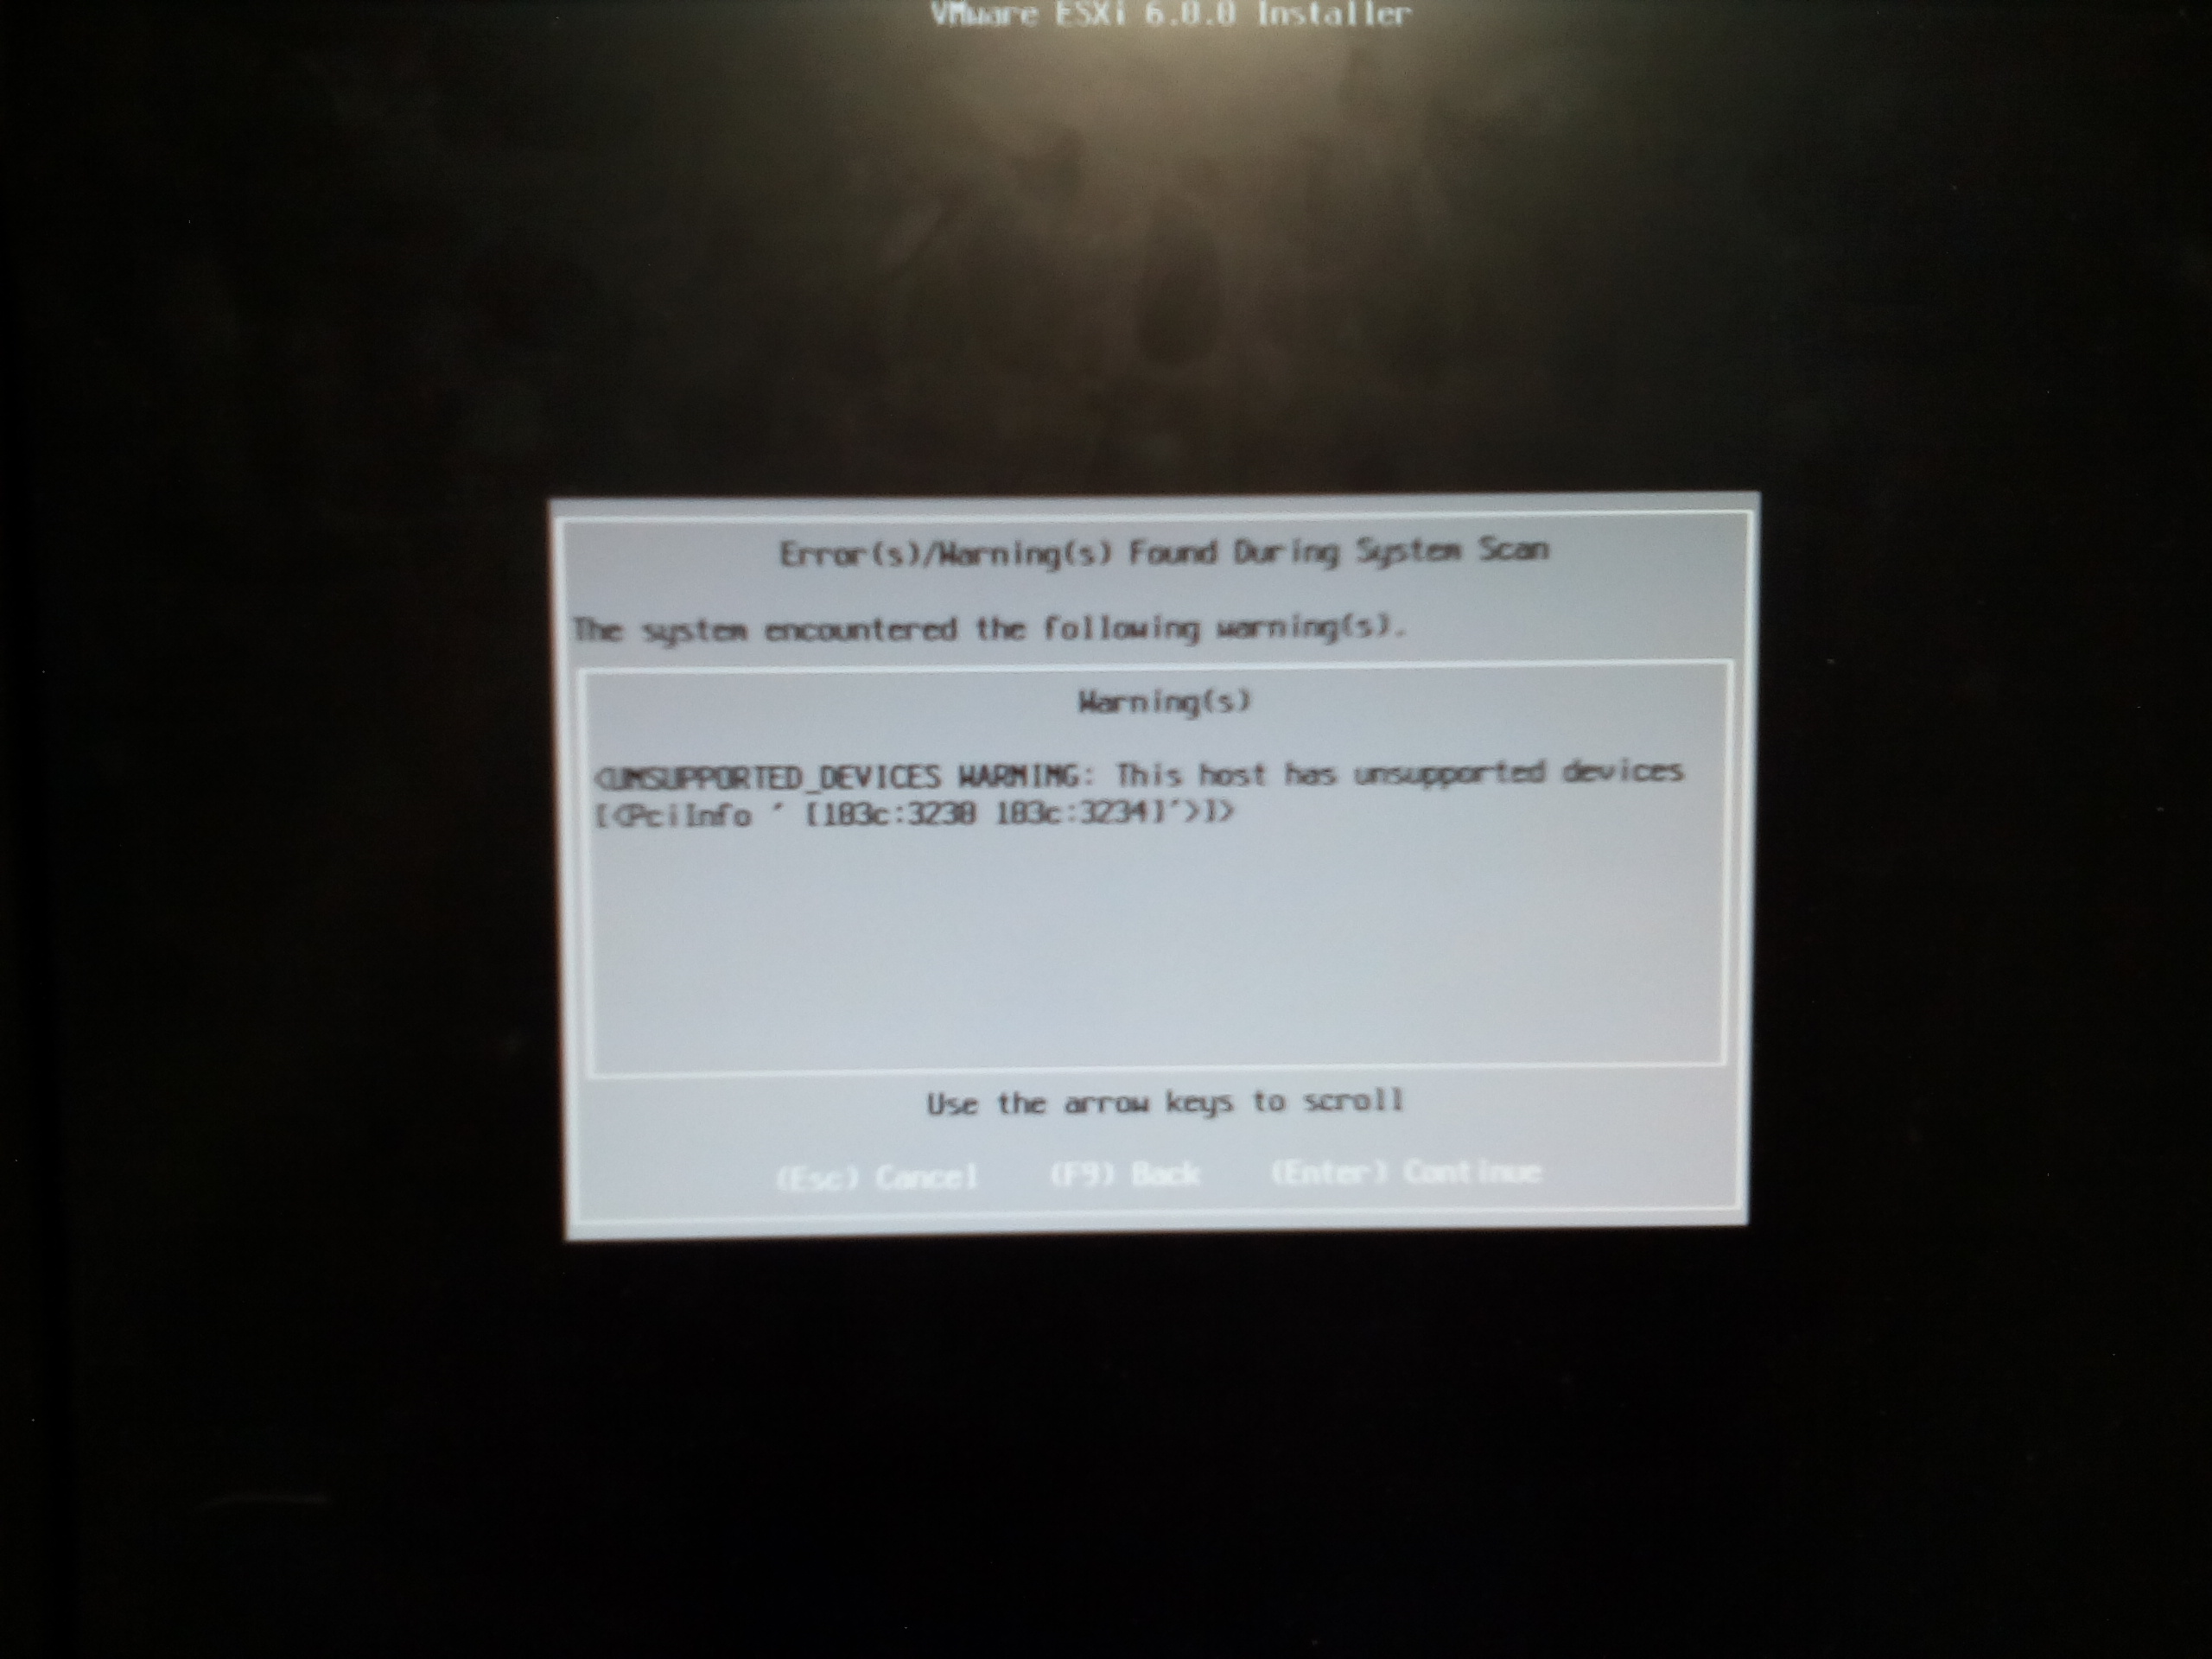 VMware ESXi 6.0.0 Installer
Error(s)/Warning(s) Found During System Scan
The system encountered the following warning(s).
Warning(s)
<UNSUPPORTED_DEVICES WARNING: This host has unsupported devices
[<PciInfo ' [103c:3230 103c:3234]'>]>
Use the arrow keys to scroll
(Esc) Cancel (F9) Back (Enter) Continue